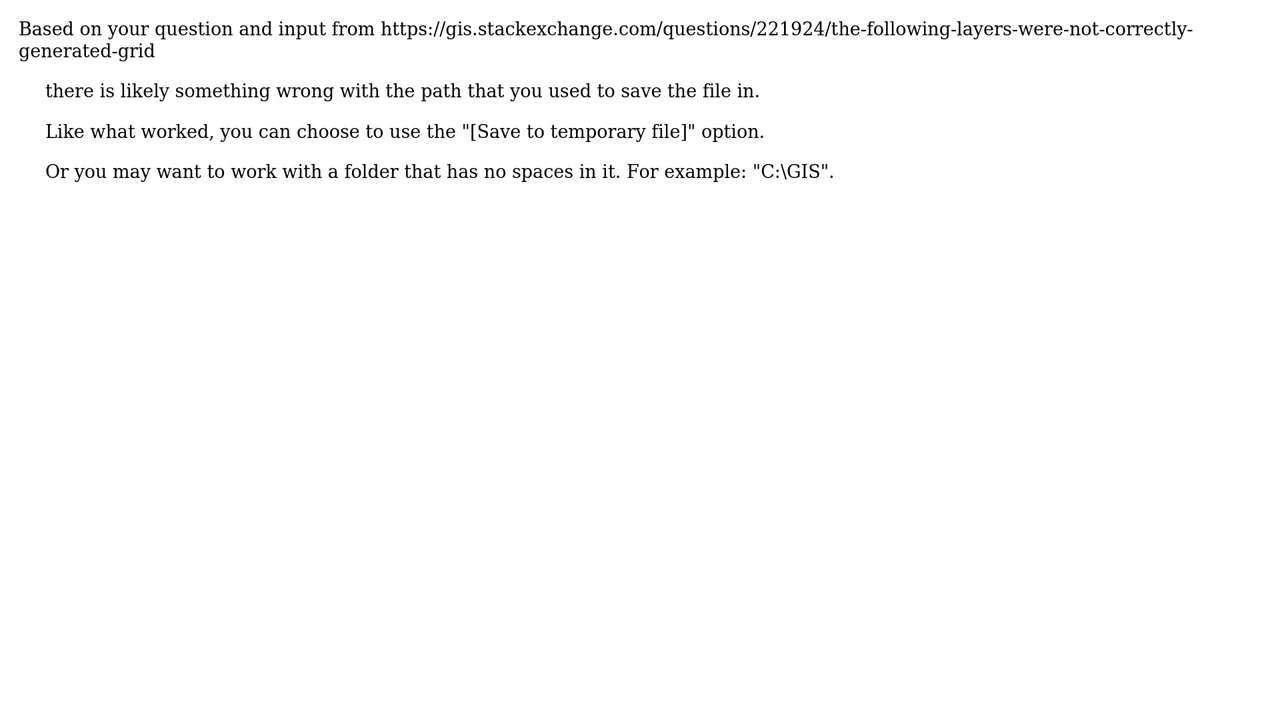 Based on your question and input from https://gis.stackexchange.com/questions/221924/the-following-layers-were-not-correctly-
generated-grid
there is likely something wrong with the path that you used to save the file in.
Like what worked, you can choose to use the "[Save to temporary file]" option.
Or you may want to work with a folder that has no spaces in it. For example: "C:\GIS".